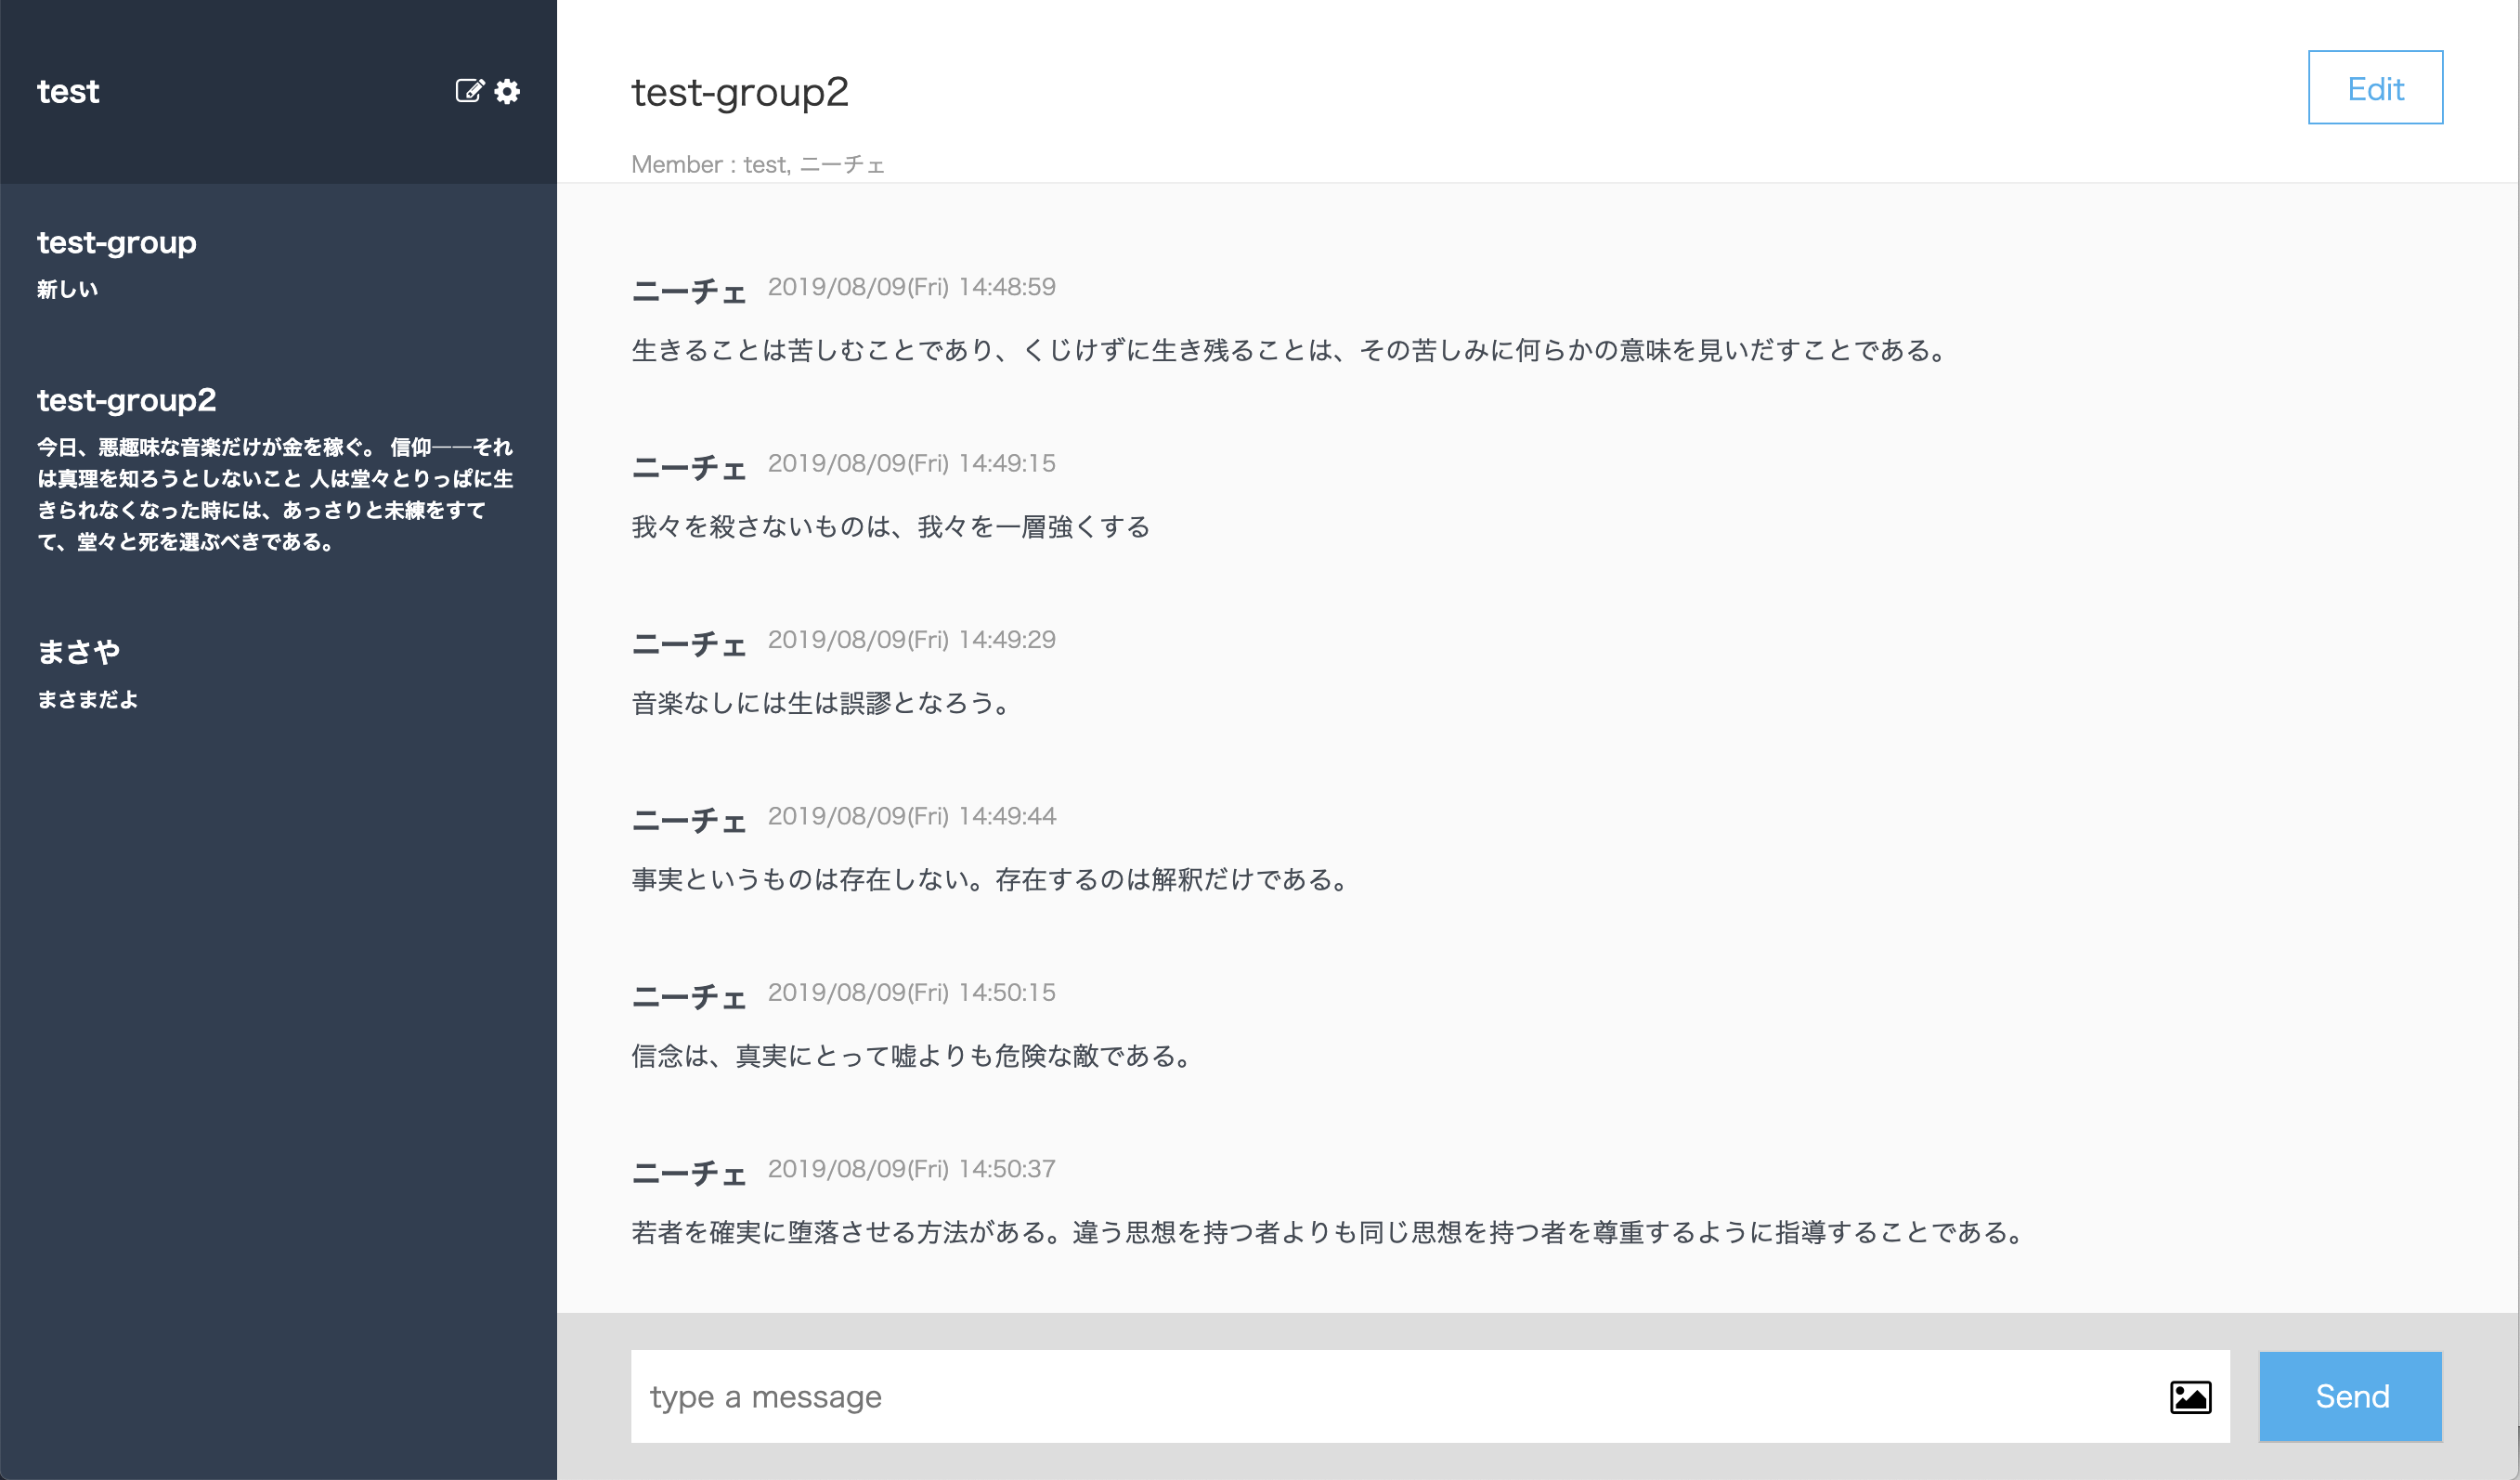 test
test-group
新しい
test-group2
今日、悪趣味な音楽だけが金を稼ぐ。 信仰――それ
は真理を知ろうとしないこと 人は堂々とりっぱに生
きられなくなった時には、あっさりと未練をすて
て、堂々と死を選ぶべきである。
まさや
まさまだよ
test-group2
Edit
Member : test, ニーチェ
ニーチェ 2019/08/09(Fri) 14:48:59
生きることは苦しむことであり、くじけずに生き残ることは、その苦しみに何らかの意味を見いだすことである。
ニーチェ 2019/08/09(Fri) 14:49:15
我々を殺さないものは、我々を一層強くする
ニーチェ 2019/08/09(Fri) 14:49:29
音楽なしには生は誤謬となろう。
ニーチェ 2019/08/09(Fri) 14:49:44
事実というものは存在しない。存在するのは解釈だけである。
ニーチェ 2019/08/09(Fri) 14:50:15
信念は、真実にとって嘘よりも危険な敵である。
ニーチェ 2019/08/09(Fri) 14:50:37
若者を確実に堕落させる方法がある。違う思想を持つ者よりも同じ思想を持つ者を尊重するように指導することである。
type a message
Send